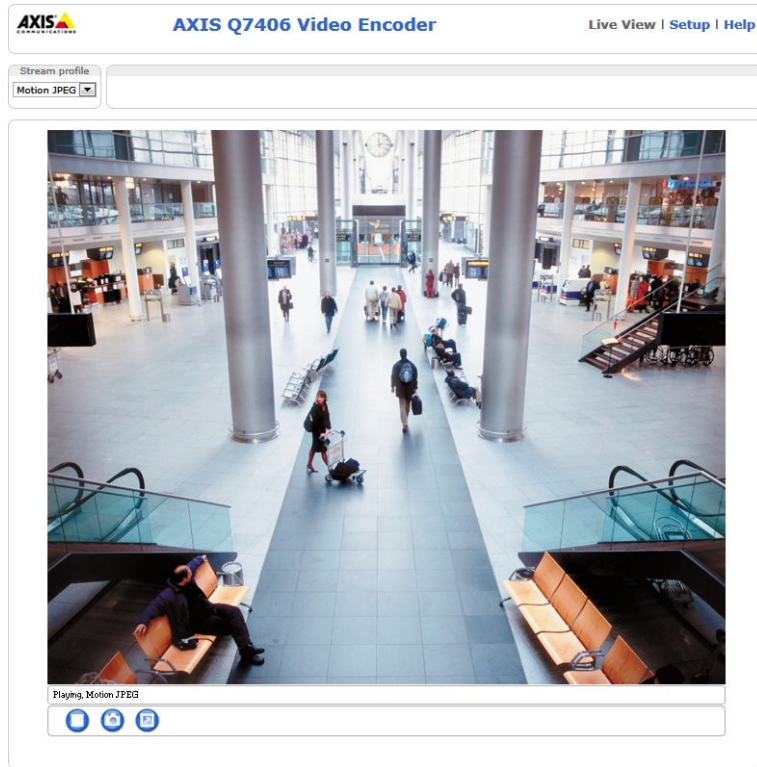 AXIS
COMMUNICATIONS
AXIS Q7406 Video Encoder
Live View | Setup | Help
Stream profile
Motion JPEG
Playing, Motion JPEG